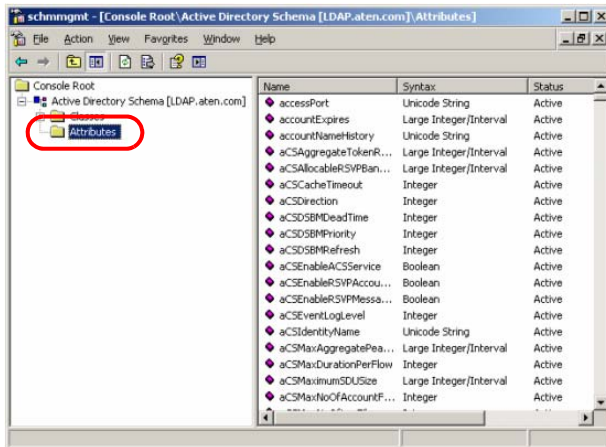 schmmgmt - [Console Root\Active Directory Schema [LDAP.aten.com]\Attributes]
File Action View Favorites Window Help
Console Root
Active Directory Schema [LDAP.aten.com]
Classes
Attributes
Name Syntax Status
accessPort Unicode String Active
accountExpires Large Integer/Interval Active
accountNameHistory Unicode String Active
aCSAggregateTokenR... Large Integer/Interval Active
aCSAllocableRSVPBan... Large Integer/Interval Active
aCSCacheTimeout Integer Active
aCSDirection Integer Active
aCSDSBMDeadTime Integer Active
aCSDSBMPriority Integer Active
aCSDSBMRefresh Integer Active
aCSEnableACSService Boolean Active
aCSEnableRSVPAccou... Boolean Active
aCSEnableRSVPMessa... Boolean Active
aCSEventLogLevel Integer Active
aCSIdentityName Unicode String Active
aCSMaxAggregatePea... Large Integer/Interval Active
aCSMaxDurationPerFlow Integer Active
aCSMaximumSDUSize Large Integer/Interval Active
aCSMaxNoOfAccountF... Integer Active